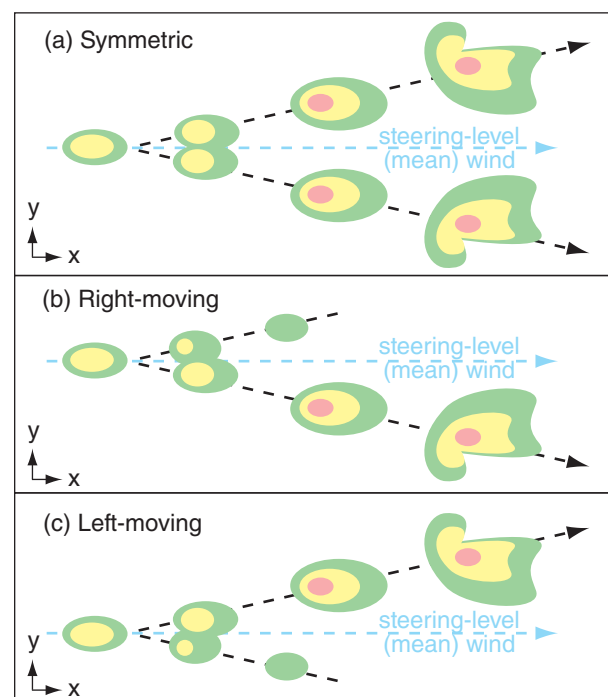 (a) Symmetric
steering-level
(mean) wind
y
x
(b) Right-moving
steering-level
(mean) wind
y
x
(c) Left-moving
steering-level
(mean) wind
y
x